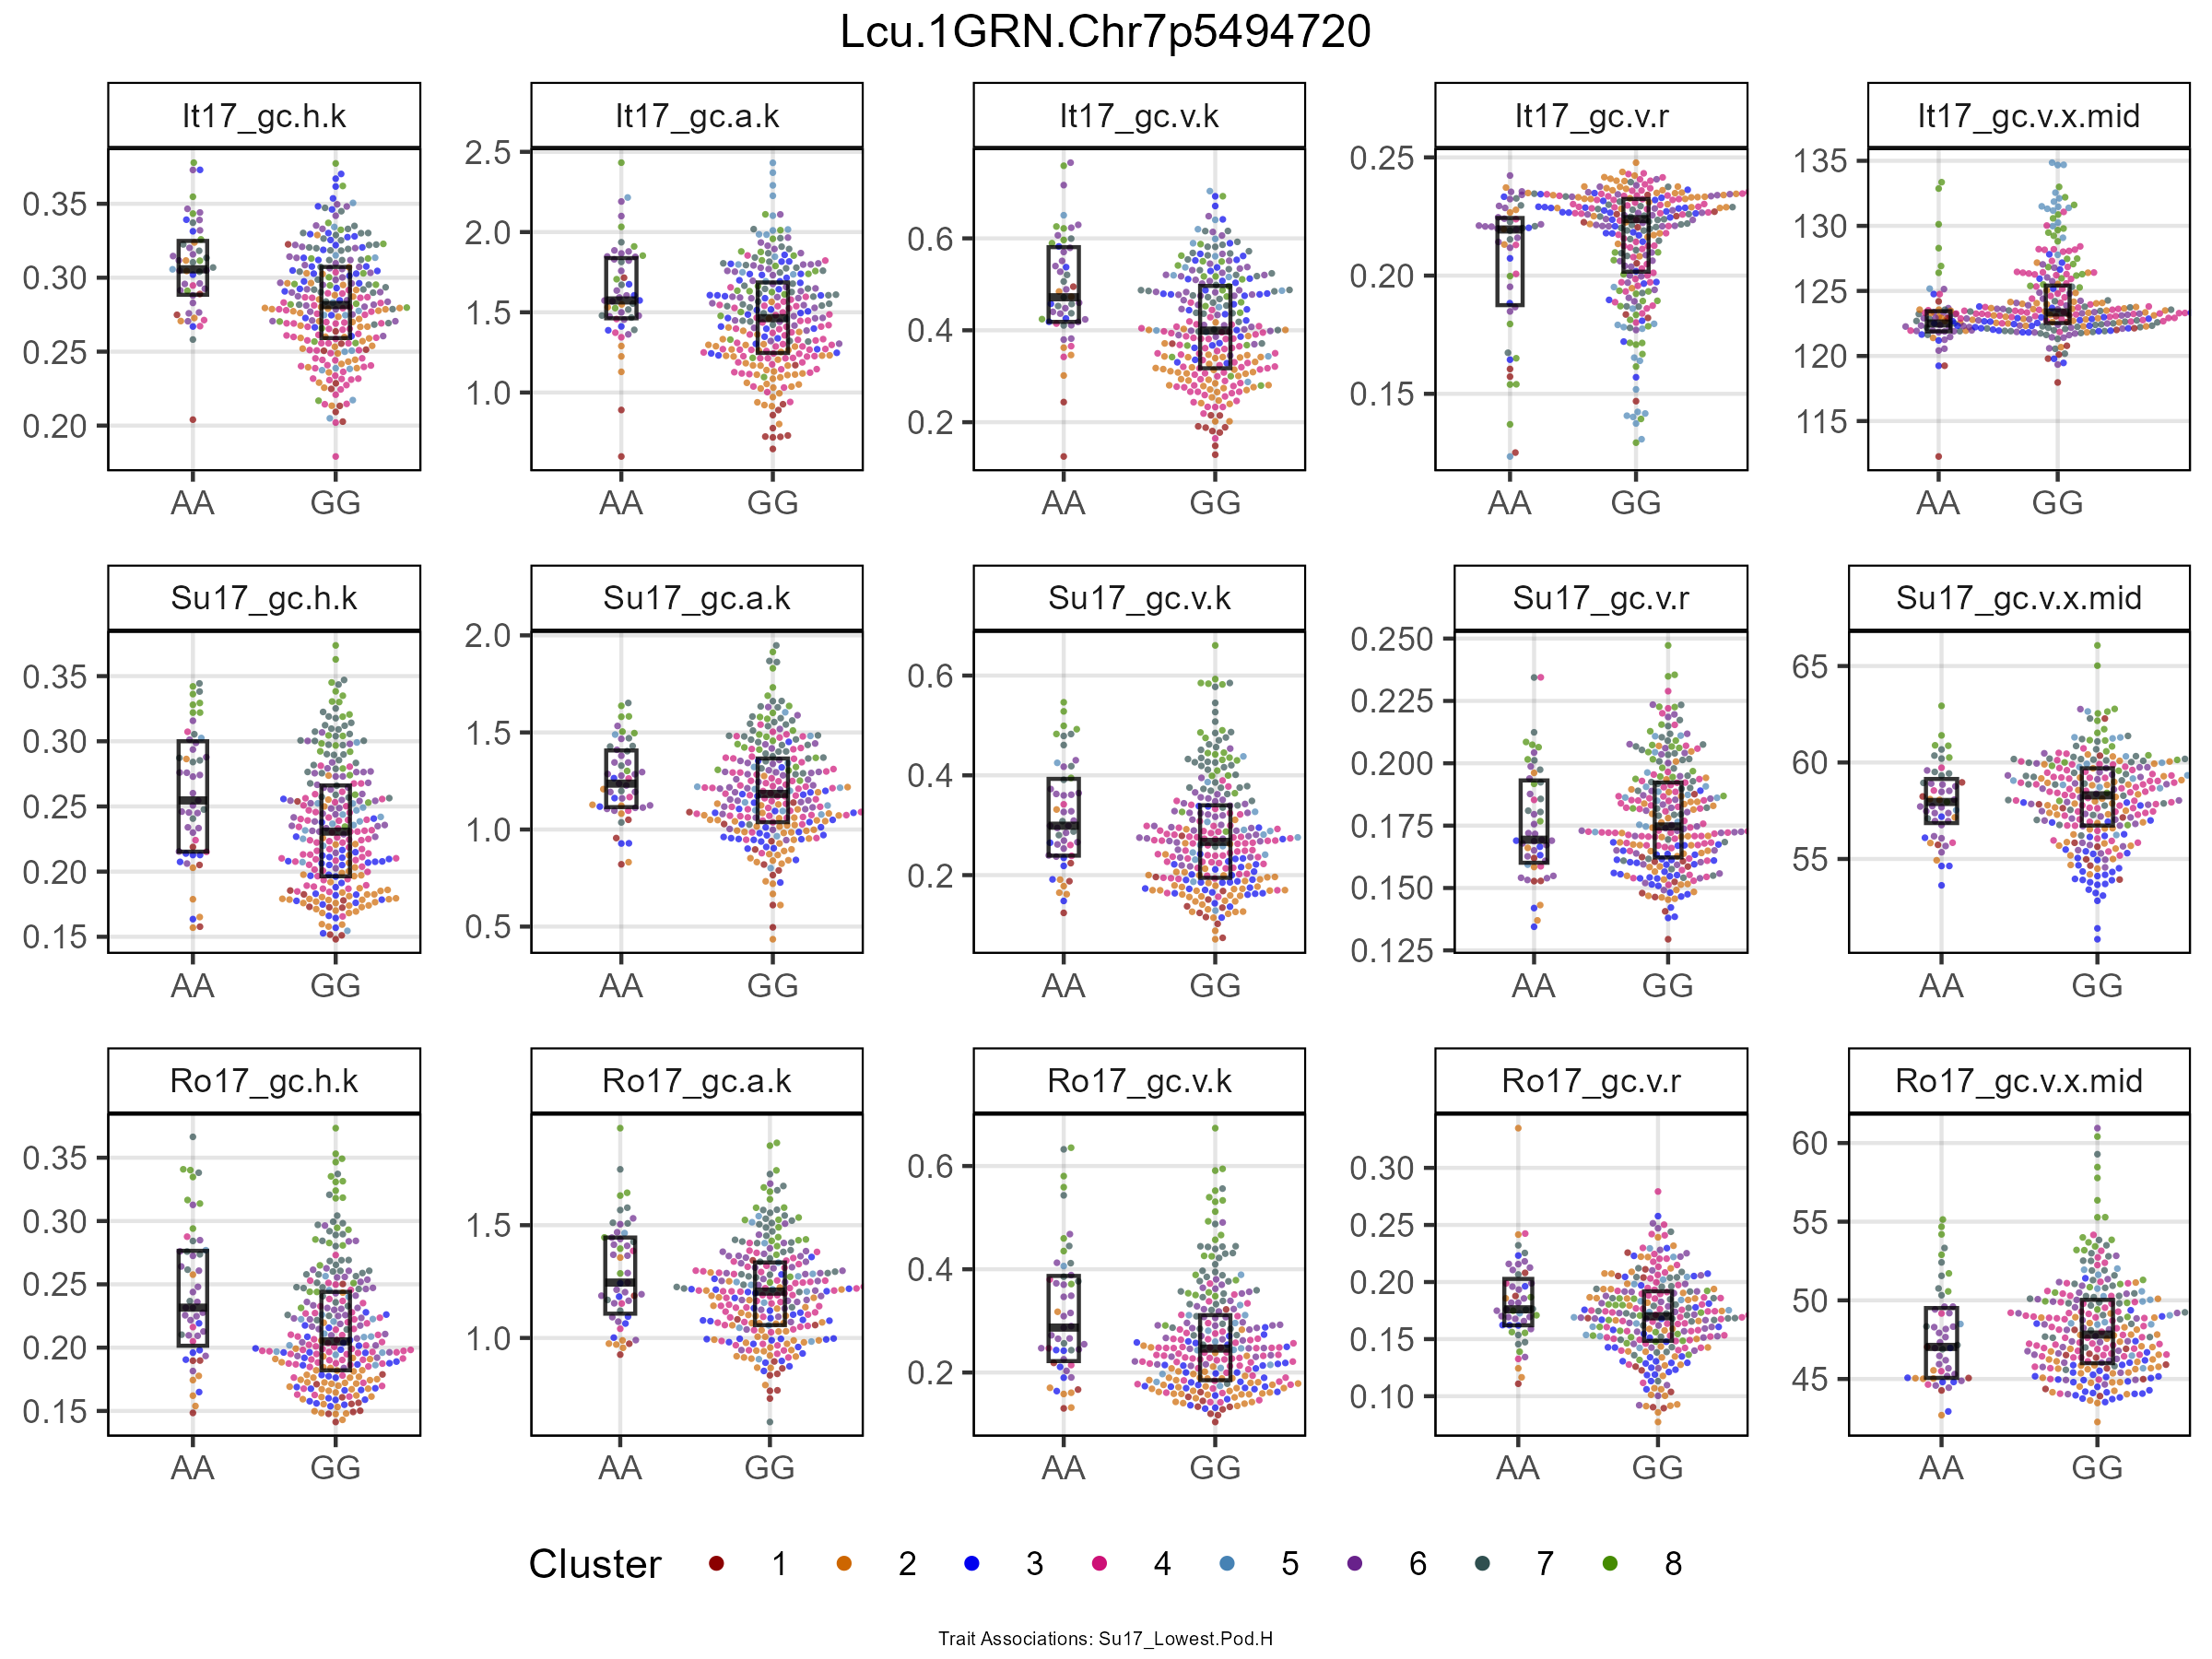 Lcu.1GRN.Chr7p5494720
It17_gc.h.k It17_gc.a.k It17_gc.v.k It17_gc.v.r It17_gc.v.x.mid
0.35 0.30 0.25 0.20 2.5 2.0 1.5 1.0 0.6 0.4 0.2 0.25 0.20 0.15 135 130 125 120 115
AA GG AA GG AA GG AA GG AA GG
Su17_gc.h.k Su17_gc.a.k Su17_gc.v.k Su17_gc.v.r Su17_gc.v.x.mid
0.35 0.30 0.25 0.20 0.15 2.0 1.5 1.0 0.5 0.6 0.4 0.2 0.250 0.225 0.200 0.175 0.150 0.125 65 60 55
AA GG AA GG AA GG AA GG AA GG
Ro17_gc.h.k Ro17_gc.a.k Ro17_gc.v.k Ro17_gc.v.r Ro17_gc.v.x.mid
0.35 0.30 0.25 0.20 0.15 1.5 1.0 0.6 0.4 0.2 0.30 0.25 0.20 0.15 0.10 60 55 50 45
AA GG AA GG AA GG AA GG AA GG
Cluster 1 2 3 4 5 6 7 8
Trait Associations: Su17_Lowest.Pod.H